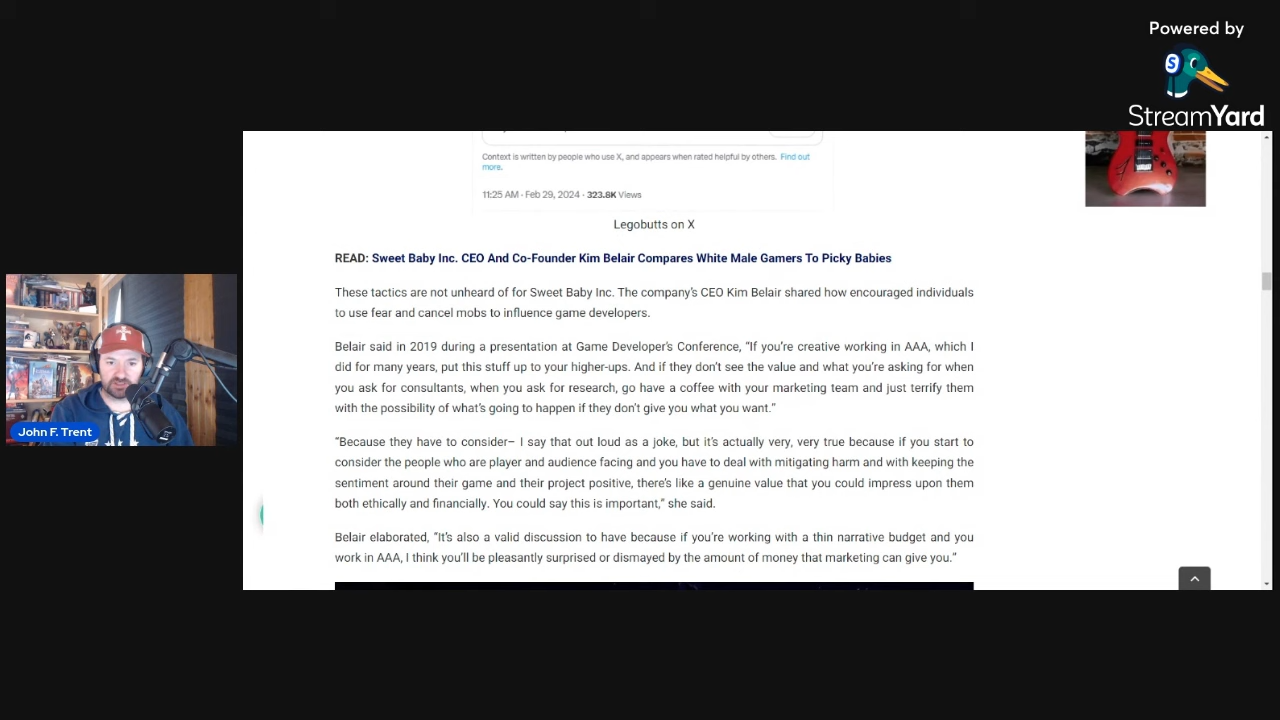 Powered by
StreamYard
Context is written by people who use X, and appears when rated helpful by others. Find out
more.
11:25 AM · Feb 29, 2024 · 323.8K Views
Legobutts on X
READ: Sweet Baby Inc. CEO And Co-Founder Kim Belair Compares White Male Gamers To Picky Babies
These tactics are not unheard of for Sweet Baby Inc. The company's CEO Kim Belair shared how encouraged individuals
to use fear and cancel mobs to influence game developers.
Belair said in 2019 during a presentation at Game Developer's Conference, “If you're creative working in AAA, which I
did for many years, put this stuff up to your higher-ups. And if they don't see the value and what you're asking for when
you ask for consultants, when you ask for research, go have a coffee with your marketing team and just terrify them
with the possibility of what's going to happen if they don't give you what you want.”
“Because they have to consider– I say that out loud as a joke, but it's actually very, very true because if you start to
consider the people who are player and audience facing and you have to deal with mitigating harm and with keeping the
sentiment around their game and their project positive, there's like a genuine value that you could impress upon them
both ethically and financially. You could say this is important,” she said.
Belair elaborated, “It's also a valid discussion to have because if you're working with a thin narrative budget and you
work in AAA, I think you'll be pleasantly surprised or dismayed by the amount of money that marketing can give you.”
John F. Trent